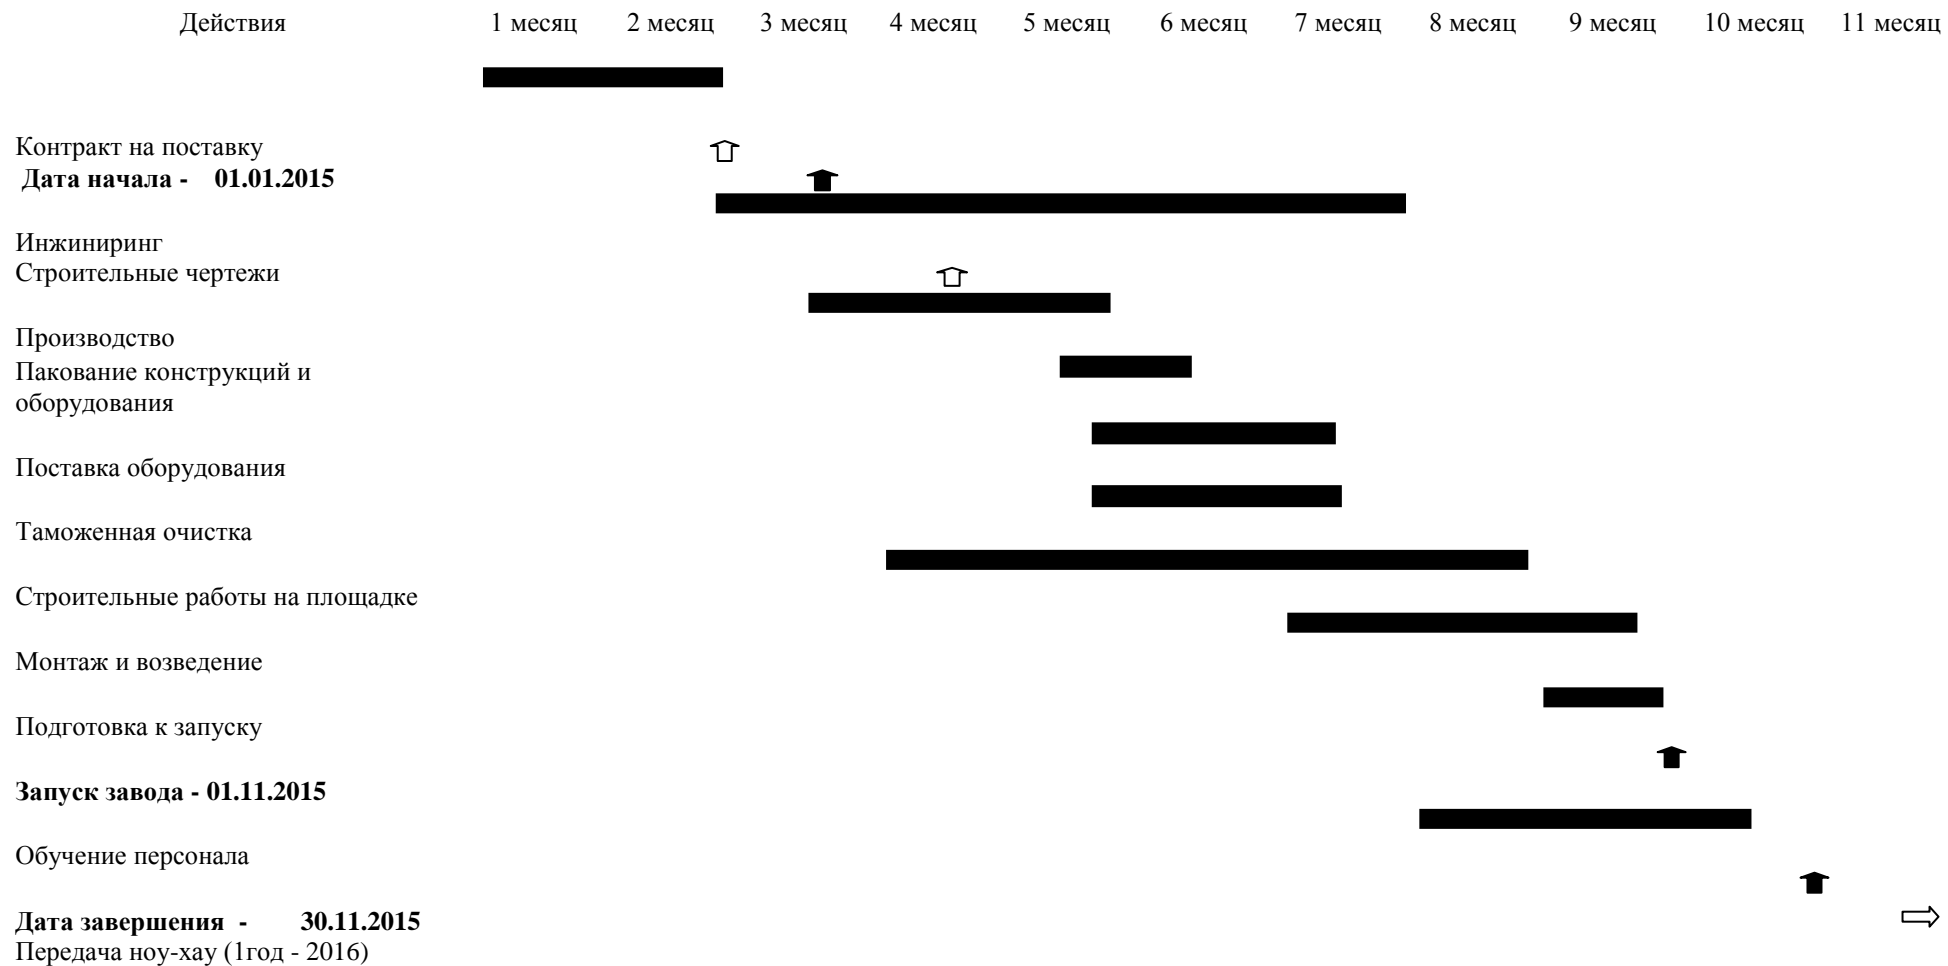 Действия 1 месяц 2 месяц 3 месяц 4 месяц 5 месяц 6 месяц 7 месяц 8 месяц 9 месяц 10 месяц 11 месяц
Контракт на поставку
Дата начала - 01.01.2015
Инжиниринг
Строительные чертежи
Производство
Пакование конструкций и
оборудования
Поставка оборудования
Таможенная очистка
Строительные работы на площадке
Монтаж и возведение
Подготовка к запуску
Запуск завода - 01.11.2015
Обучение персонала
Дата завершения - 30.11.2015
Передача ноу-хау (1год - 2016)